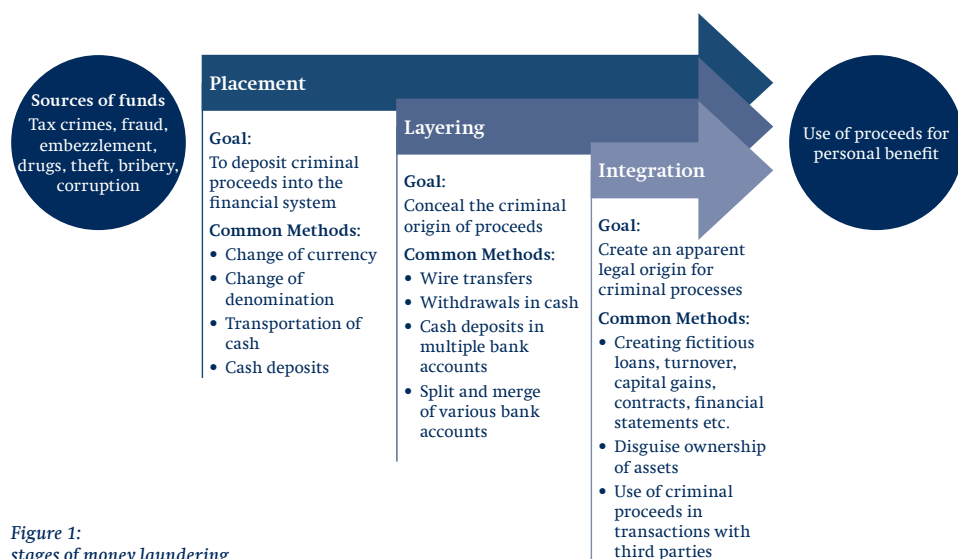 Sources of funds
Tax crimes, fraud,
embezzlement,
drugs, theft, bribery,
corruption
Placement
Goal:
To deposit criminal
proceeds into the
financial system
Common Methods:
• Change of currency
• Change of
denomination
• Transportation of
cash
• Cash deposits
Layering
Goal:
Conceal the criminal
origin of proceeds
Common Methods:
• Wire transfers
• Withdrawals in cash
• Cash deposits in
multiple bank
accounts
• Split and merge
of various bank
accounts
Integration
Goal:
Create an apparent
legal origin for
criminal processes
Common Methods:
• Creating fictitious
loans, turnover,
capital gains,
contracts, financial
statements etc.
• Disguise ownership
of assets
• Use of criminal
proceeds in
transactions with
third parties
Use of proceeds for
personal benefit
Figure 1:
stages of money laundering